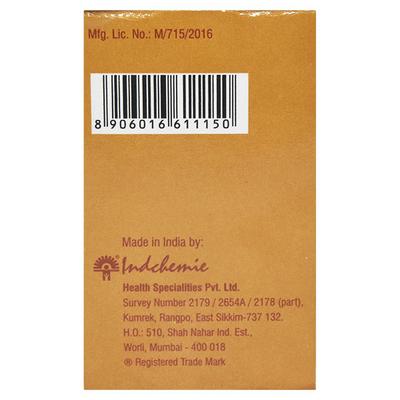 Mfg. Lic. No.: M/715/2016
8 906016 611150
Made in India by:
Indchemie
Health Specialities Pvt. Ltd.
Survey Number 2179 / 2654A / 2178 (part),
Kumrek, Rangpo, East Sikkim-737 132.
H.O.: 510, Shah Nahar Ind. Est.,
Worli, Mumbai - 400 018
® Registered Trade Mark